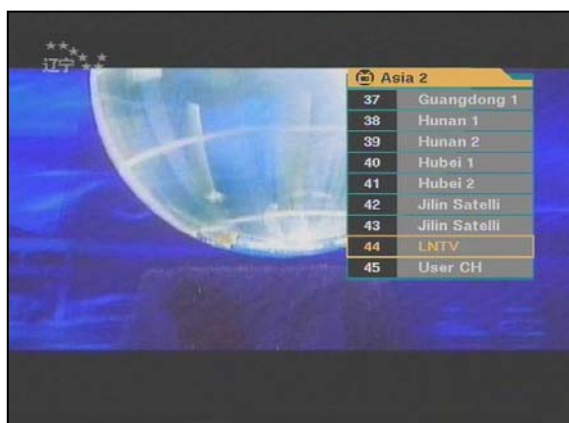 辽宁
Asia 2
37 Guangdong 1
38 Hunan 1
39 Hunan 2
40 Hubei 1
41 Hubei 2
42 Jilin Satelli
43 Jilin Satelli
44 LNTV
45 User CH